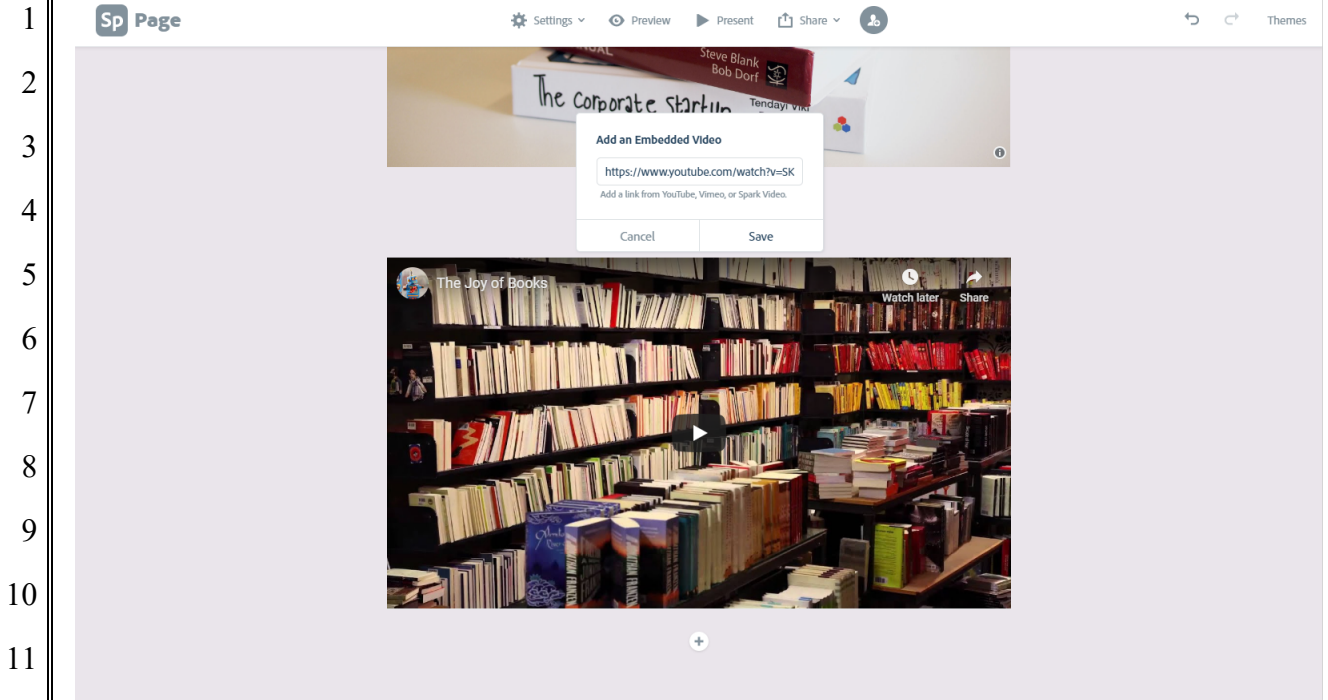 1
Sp Page
Settings
Preview
Present
Share
Themes
2
Steve Blank
Bob Dorf
The Corporate Startup
Tendayi Viki
3
Add an Embedded Video
https://www.youtube.com/watch?v=SK
Add a link from YouTube, Vimeo, or Spark Video.
4
Cancel
Save
5
The Joy of Books
Watch later
Share
6
7
8
9
10
11